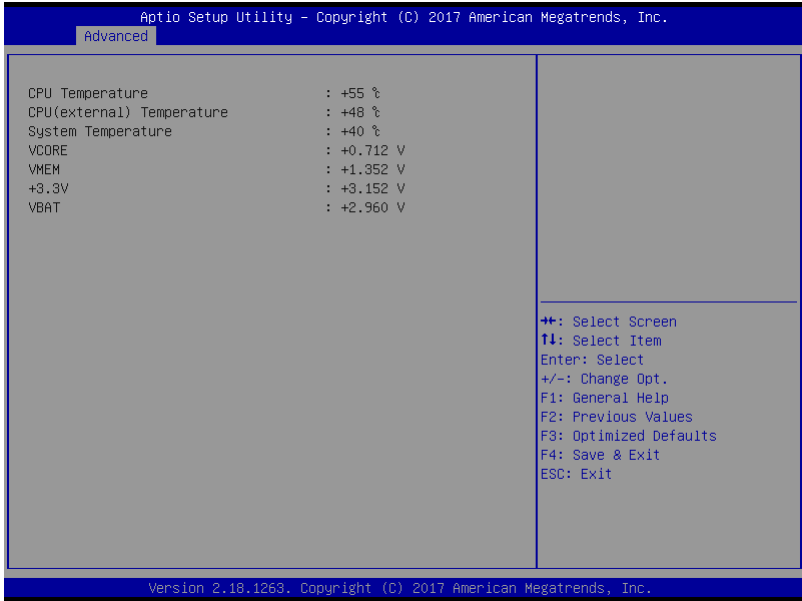 Aptio Setup Utility – Copyright (C) 2017 American Megatrends, Inc.
Advanced
CPU Temperature : +55 ℃
CPU(external) Temperature : +48 ℃
System Temperature : +40 ℃
VCORE : +0.712 V
VMEM : +1.352 V
+3.3V : +3.152 V
VBAT : +2.960 V
→←: Select Screen
↑↓: Select Item
Enter: Select
+/-: Change Opt.
F1: General Help
F2: Previous Values
F3: Optimized Defaults
F4: Save & Exit
ESC: Exit
Version 2.18.1263. Copyright (C) 2017 American Megatrends, Inc.